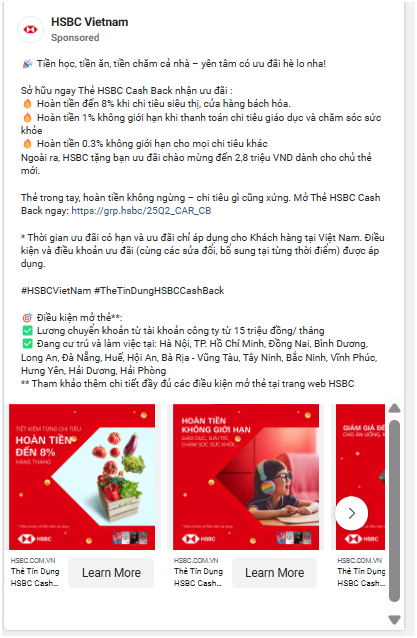 HSBC Vietnam
Sponsored
🎉 Tiền học, tiền ăn, tiền chăm cả nhà – yên tâm có ưu đãi hè lo nha!
Sở hữu ngay Thẻ HSBC Cash Back nhận ưu đãi :
🔥 Hoàn tiền đến 8% khi chi tiêu siêu thị, cửa hàng bách hóa.
🔥 Hoàn tiền 1% không giới hạn khi thanh toán chi tiêu giáo dục và chăm sóc sức
khỏe
🔥 Hoàn tiền 0.3% không giới hạn cho mọi chi tiêu khác
Ngoài ra, HSBC tặng bạn ưu đãi chào mừng đến 2,8 triệu VND dành cho chủ thẻ
mới.
Thẻ trong tay, hoàn tiền không ngừng – chi tiêu gì cũng xứng. Mở Thẻ HSBC Cash
Back ngay: https://grp.hsbc/25Q2_CAR_CB
* Thời gian ưu đãi có hạn và ưu đãi chỉ áp dụng cho Khách hàng tại Việt Nam. Điều
kiện và điều khoản ưu đãi (cùng các sửa đổi, bổ sung tại từng thời điểm) được áp
dụng.
#HSBCVietNam #TheTinDungHSBCCashBack
🎯 Điều kiện mở thẻ**:
✅ Lương chuyển khoản từ tài khoản công ty từ 15 triệu đồng/ tháng
✅ Đang cư trú và làm việc tại: Hà Nội, TP. Hồ Chí Minh, Đồng Nai, Bình Dương,
Long An, Đà Nẵng, Huế, Hội An, Bà Rịa - Vũng Tàu, Tây Ninh, Bắc Ninh, Vĩnh Phúc,
Hưng Yên, Hải Dương, Hải Phòng
** Tham khảo thêm chi tiết đầy đủ các điều kiện mở thẻ tại trang web HSBC
TIẾT KIỆM TỪNG CHI TIÊU
HOÀN TIỀN
ĐẾN 8%
HÀNG THÁNG
HSBC
HOÀN TIỀN
KHÔNG GIỚI HẠN
GIÁO DỤC, GIẢI TRÍ,
CHĂM SÓC SỨC KHỎE
HSBC
GIẢM GIÁ ĐẾ
CHO ĂN UỐNG,
HSBC
HSBC.COM.VN
Thẻ Tín Dụng
HSBC Cash...
Learn More
HSBC.COM.VN
Thẻ Tín Dụng
HSBC Cash...
Learn More
HSBC.COM.VN
Thẻ Tín Dụng
HSBC Cash...